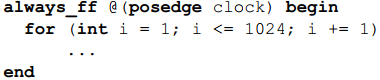 always_ff @(posedge clock) begin
  for (int i = 1; i <= 1024; i += 1)
    ...
end